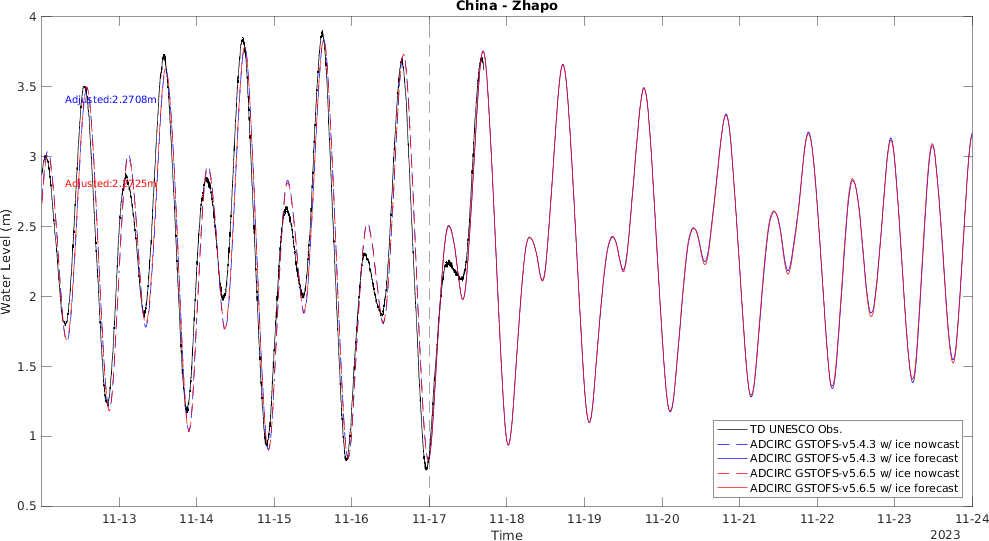 China - Zhapo
4
3.5
3
2.5
2
1.5
1
0.5
Water Level (m)
Adjusted:2.2708m
11-13
11-14
11-15
11-16
11-17
11-18
11-19
11-20
11-21
11-22
11-23
11-24
Time
2023
TD UNESCO Obs.
ADCIRC GSTOFS-v5.4.3 w/ ice nowcast
ADCIRC GSTOFS-v5.4.3 w/ ice forecast
ADCIRC GSTOFS-v5.6.5 w/ ice nowcast
ADCIRC GSTOFS-v5.6.5 w/ ice forecast